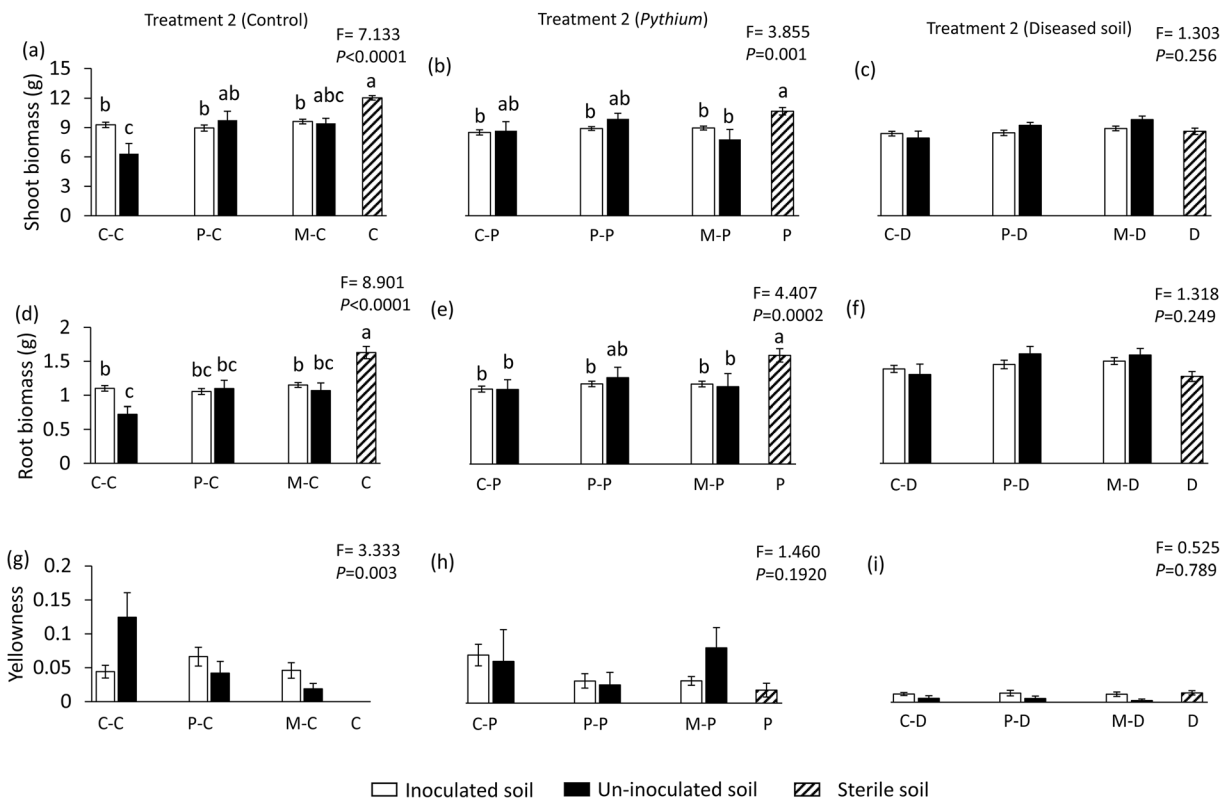 Treatment 2 (Control)
Treatment 2 (Pythium)
Treatment 2 (Diseased soil)
(a)
F= 7.133
P<0.0001
(b)
F= 3.855
P=0.001
(c)
F= 1.303
P=0.256
Shoot biomass (g)
15
12
9
6
3
0
b
c
b
ab
b
abc
a
C-C
P-C
M-C
C
b
ab
b
ab
b
b
a
C-P
P-P
M-P
P
C-D
P-D
M-D
D
(d)
F= 8.901
P<0.0001
(e)
F= 4.407
P=0.0002
(f)
F= 1.318
P=0.249
Root biomass (g)
2
1.5
1
0.5
0
b
c
bc
bc
b
bc
a
C-C
P-C
M-C
C
b
b
b
ab
b
b
a
C-P
P-P
M-P
P
C-D
P-D
M-D
D
(g)
F= 3.333
P=0.003
(h)
F= 1.460
P=0.1920
(i)
F= 0.525
P=0.789
Yellowness
0.2
0.15
0.1
0.05
0
C-C
P-C
M-C
C
C-P
P-P
M-P
P
C-D
P-D
M-D
D
Inoculated soil
Un-inoculated soil
Sterile soil